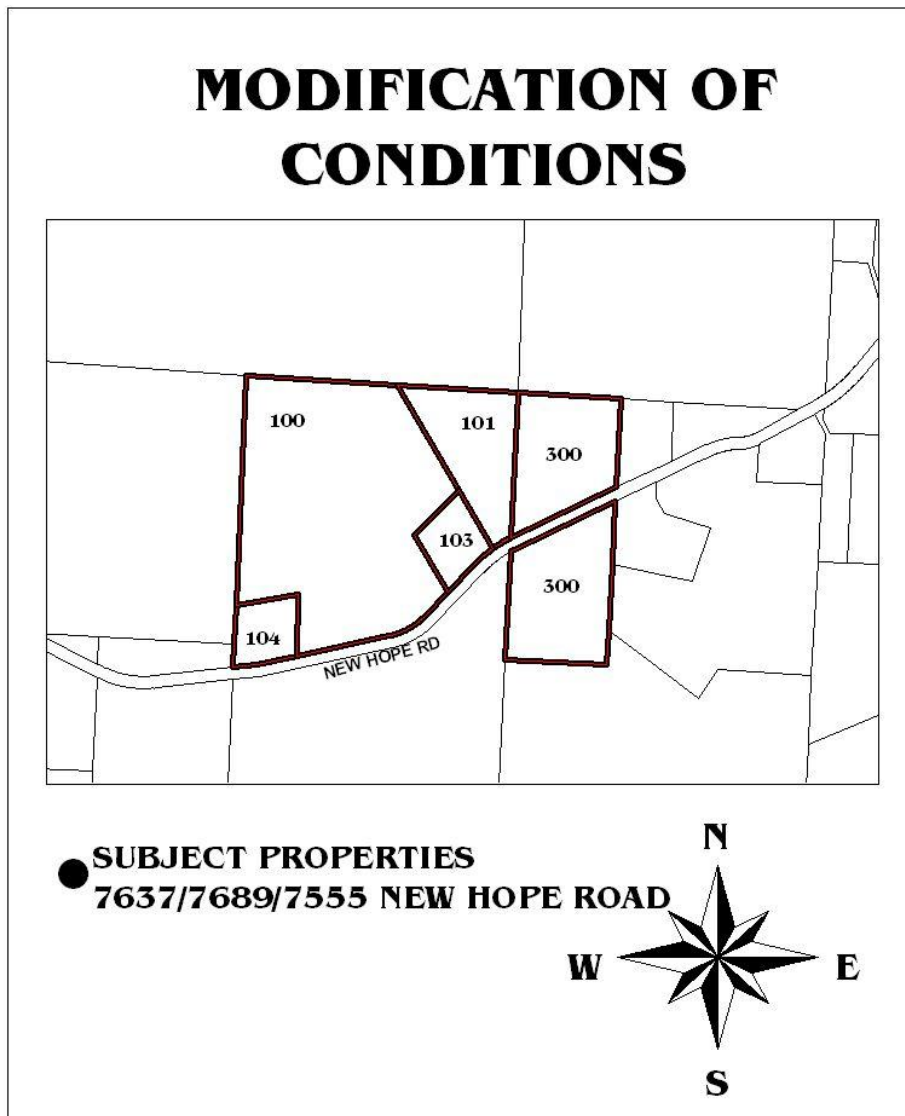 MODIFICATION OF
CONDITIONS
100
101
300
103
300
104
NEW HOPE RD
SUBJECT PROPERTIES
7637/7689/7555 NEW HOPE ROAD
N
W
E
S